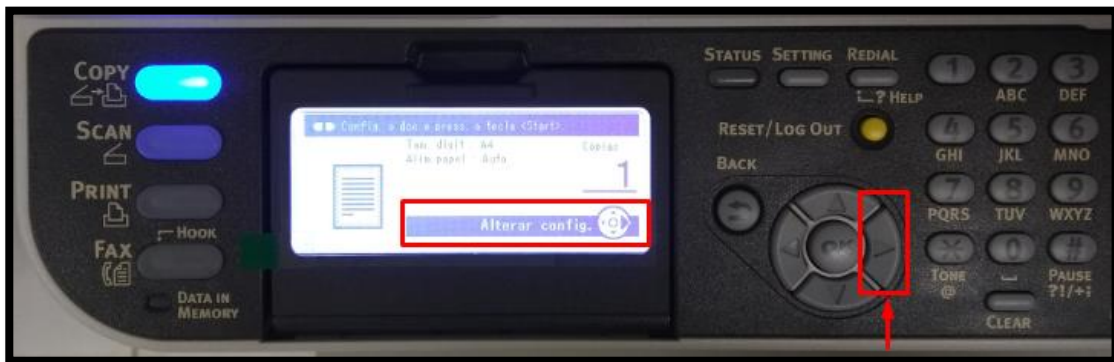 COPY
SCAN
PRINT
HOOK
FAX
DATA IN
MEMORY
Config. o doc e press. a tecla <Start>
Tam. digit A4
Alim papel Auto
Copias
1
Alterar config.
STATUS SETTING REDIAL
? HELP
RESET/LOG OUT
BACK
OK
1 2 3
ABC DEF
4 5 6
GHI JKL MNO
7 8 9
PQRS TUV WXYZ
0 #
TONE
@
PAUSE
?!/+;
CLEAR